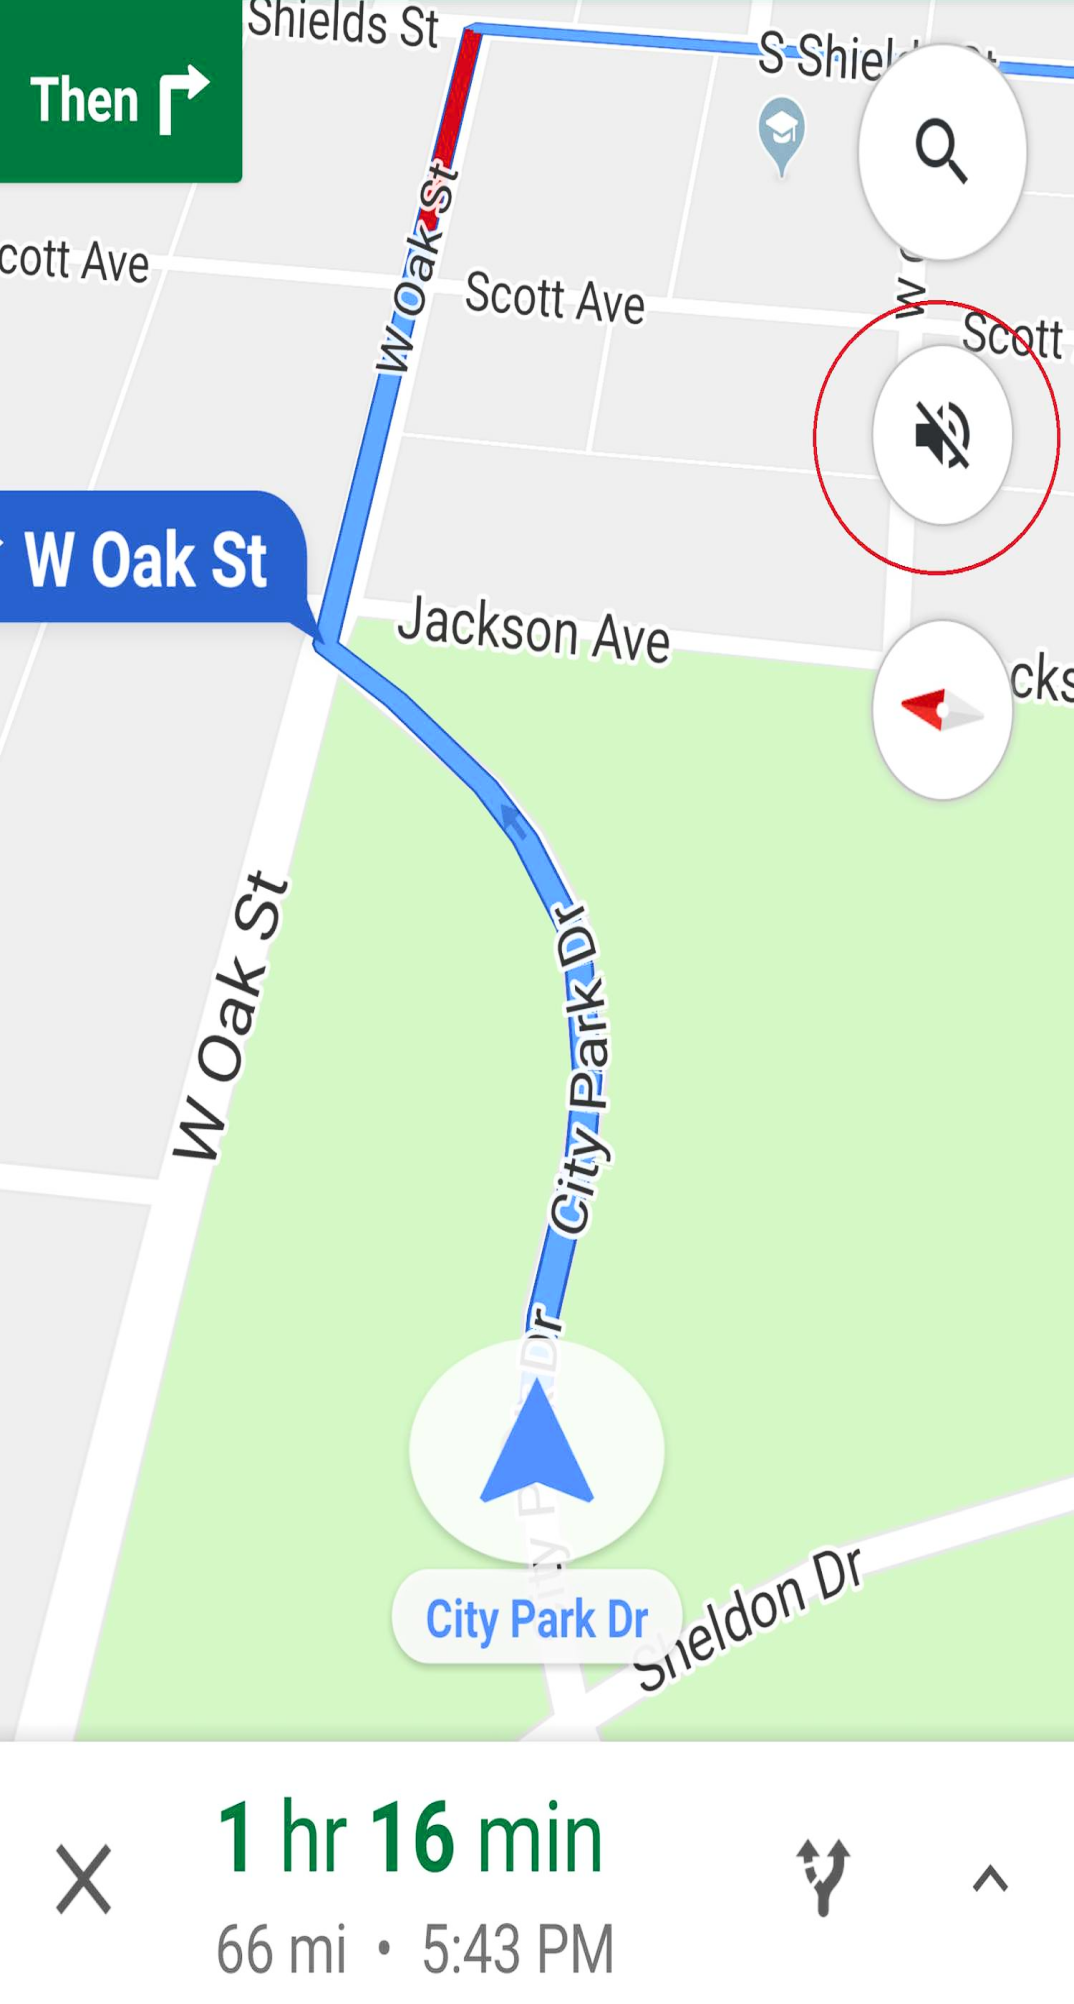 Shields St
S Shiel
Then
W Oak St
cott Ave
Scott Ave
Scott
W Oak St
Jackson Ave
cks
W Oak St
City Park Dr
Dr
City Park Dr
Sheldon Dr
1 hr 16 min
66 mi • 5:43 PM